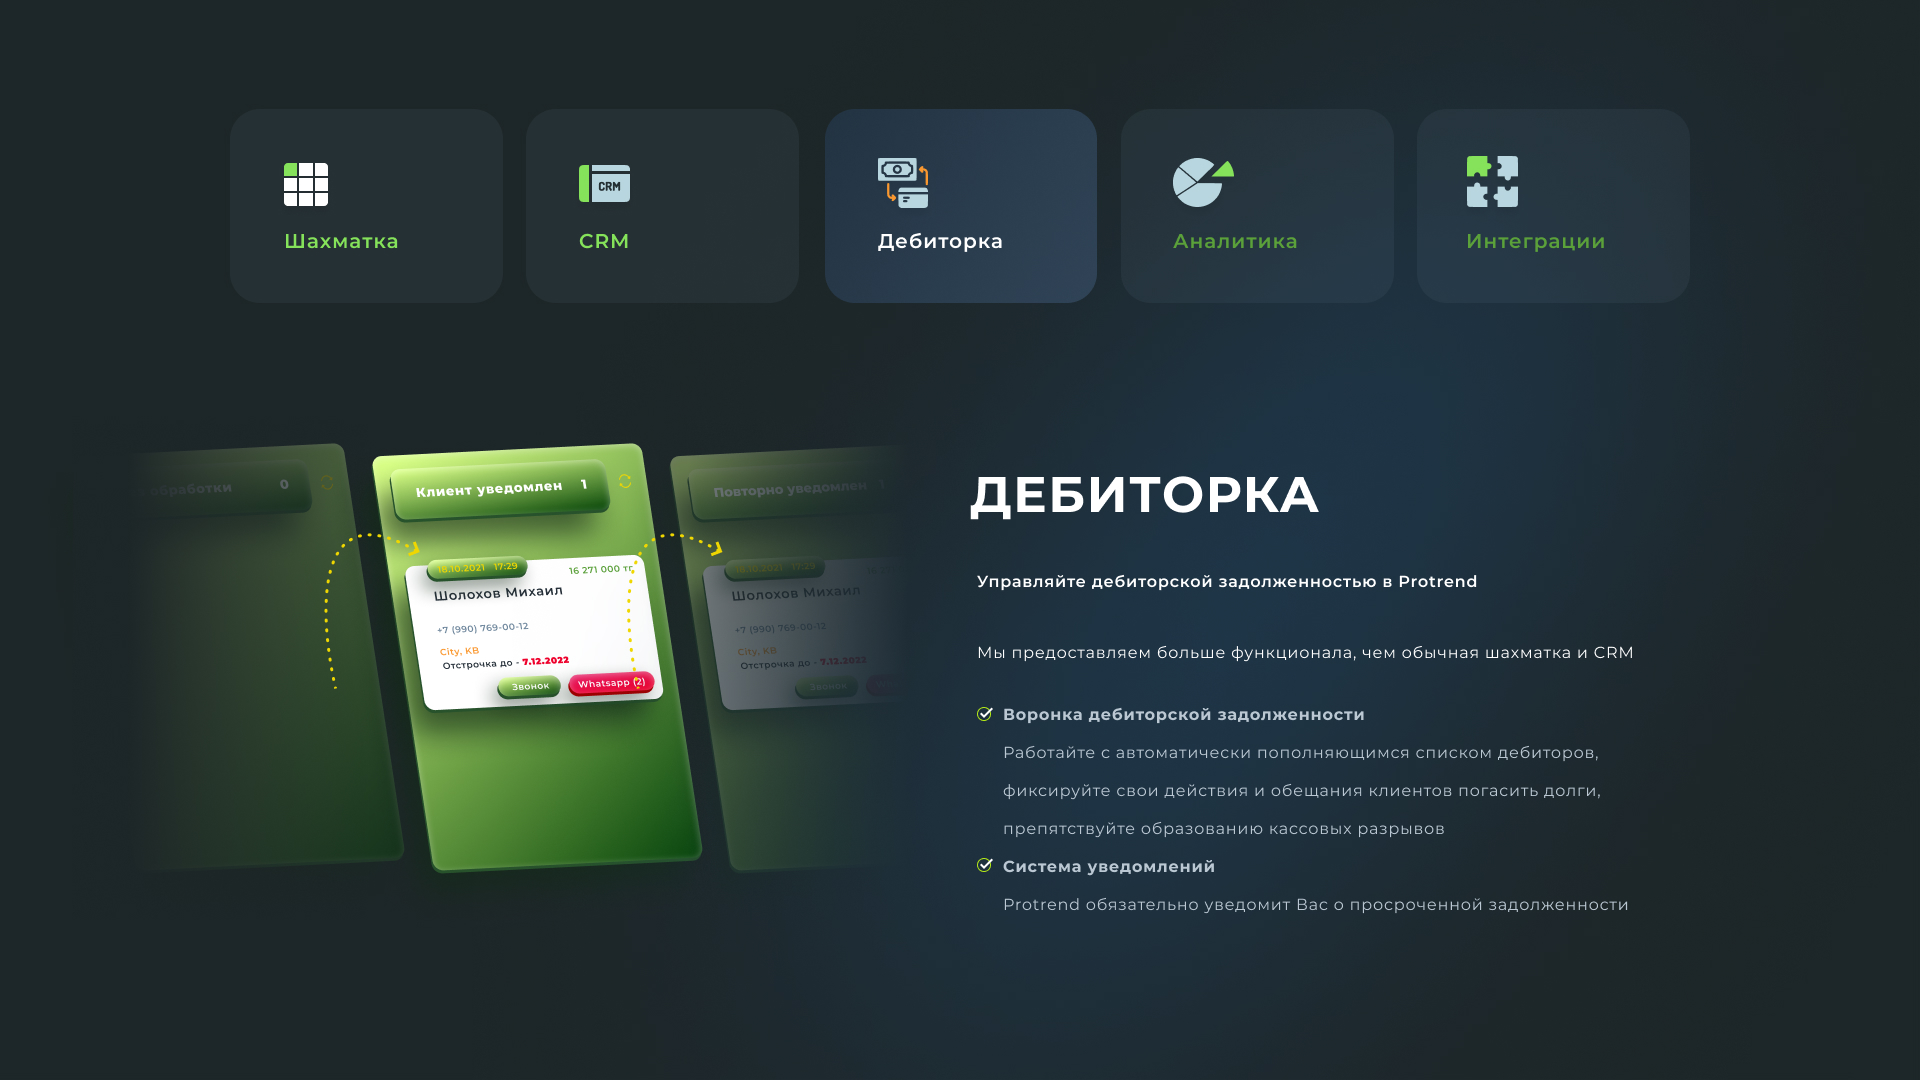 Шахматка
CRM
CRM
Дебиторка
Аналитика
Интеграции
обработки 0
Клиент уведомлен 1
Повторно уведомлен 1
18.10.2021 17:29
16 271 000 тг
Шолохов Михаил
+7 (990) 769-00-12
City, KB
Отсрочка до - 7.12.2022
Звонок
Whatsapp (2)
18.10.2021 17:29
Шолохов Михаил
+7 (990) 769-00-12
City, KB
Отсрочка до - 7.12.2022
Звонок
ДЕБИТОРКА
Управляйте дебиторской задолженностью в Protrend
Мы предоставляем больше функционала, чем обычная шахматка и CRM
Воронка дебиторской задолженности
Работайте с автоматически пополняющимся списком дебиторов,
фиксируйте свои действия и обещания клиентов погасить долги,
препятствуйте образованию кассовых разрывов
Система уведомлений
Protrend обязательно уведомит Вас о просроченной задолженности